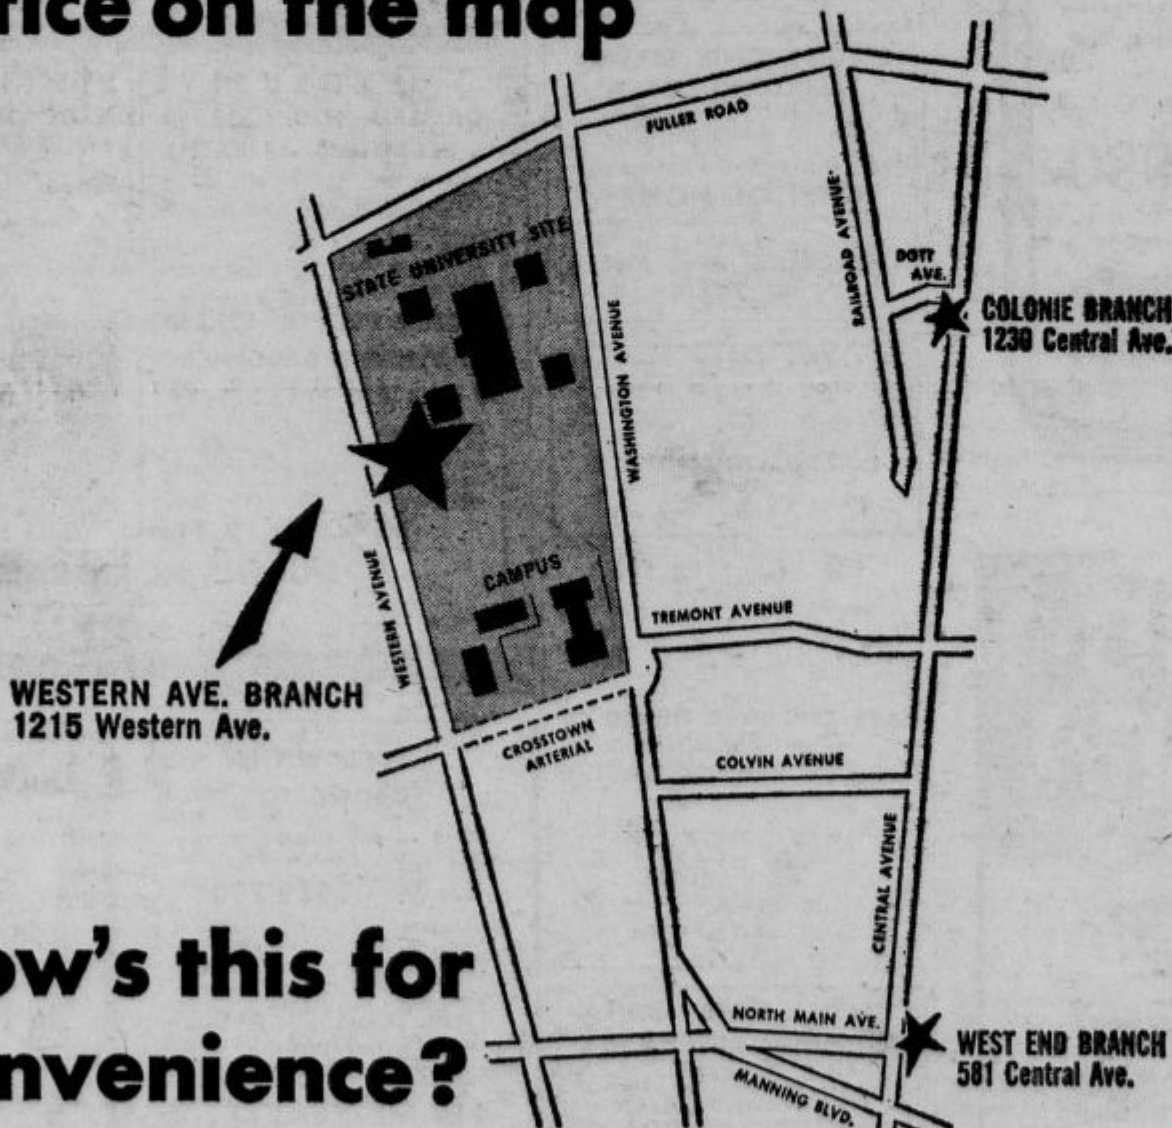 fice on the map
FULLER ROAD
STATE UNIVERSITY SITE
RAILROAD AVENUE
DOTT
AVE.
COLONIE BRANCH
1230 Central Ave.
WASHINGTON AVENUE
WESTERN AVENUE
CAMPUS
TREMONT AVENUE
WESTERN AVE. BRANCH
1215 Western Ave.
CROSSTOWN
ARTERIAL
COLVIN AVENUE
CENTRAL AVENUE
ow's this for
nvenience?
NORTH MAIN AVE.
WEST END BRANCH
581 Central Ave.
MANNING BLVD.